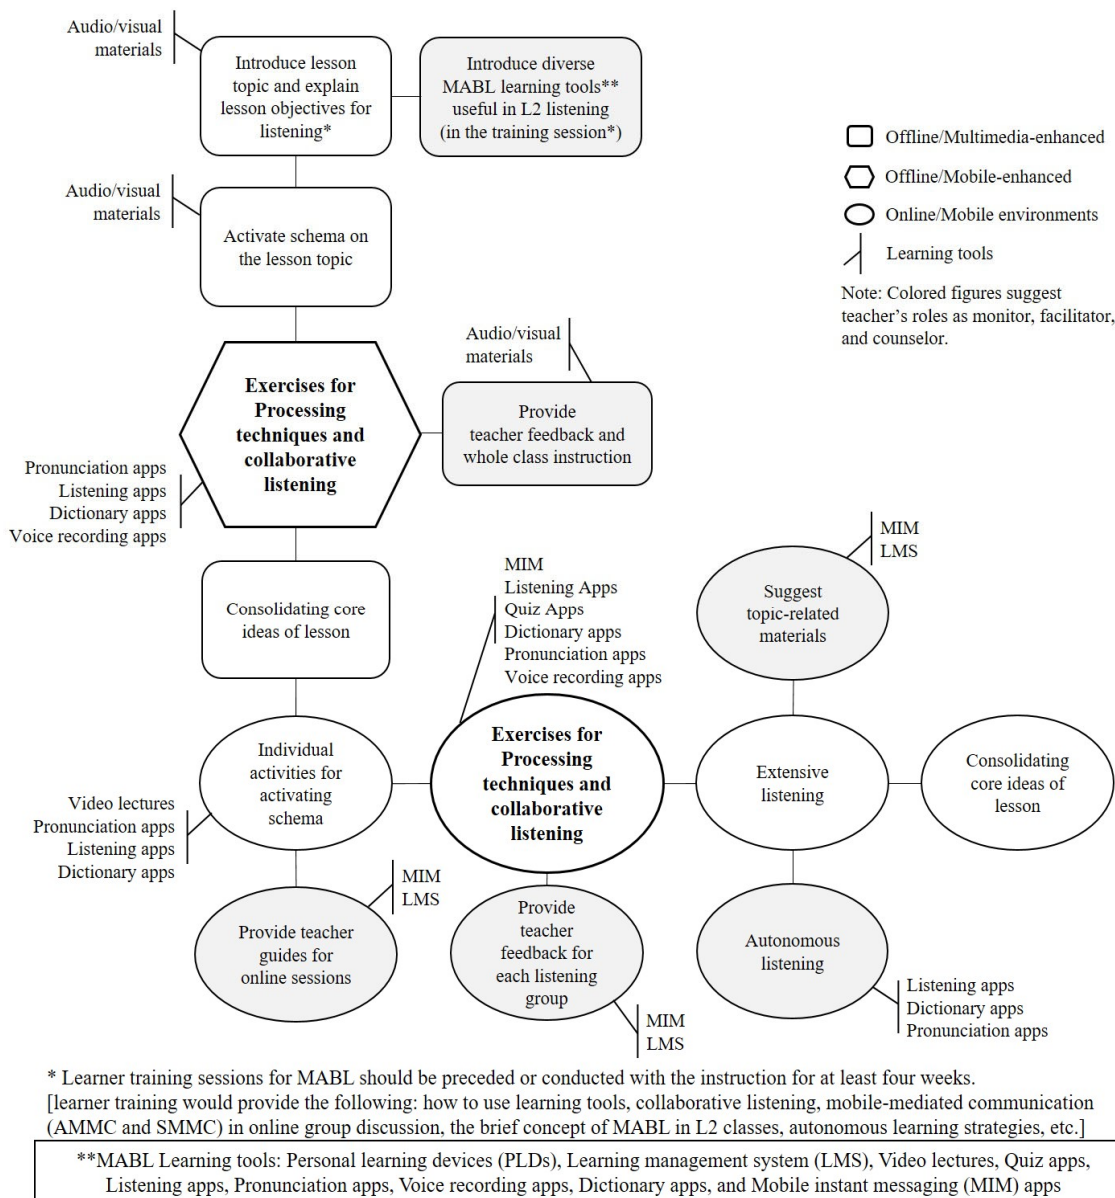 Audio/visual
materials
Introduce lesson
topic and explain
lesson objectives for
listening*
Introduce diverse
MABL learning tools**
useful in L2 listening
(in the training session*)
Offline/Multimedia-enhanced
Offline/Mobile-enhanced
Online/Mobile environments
Learning tools
Note: Colored figures suggest
teacher’s roles as monitor, facilitator,
and counselor.
Audio/visual
materials
Activate schema on
the lesson topic
Audio/visual
materials
Exercises for
Processing
techniques and
collaborative
listening
Provide
teacher feedback and
whole class instruction
Pronunciation apps
Listening apps
Dictionary apps
Voice recording apps
Consolidating core
ideas of lesson
MIM
Listening Apps
Quiz Apps
Dictionary apps
Pronunciation apps
Voice recording apps
MIM
LMS
Suggest
topic-related
materials
Individual
activities for
activating
schema
Exercises for
Processing
techniques and
collaborative
listening
Extensive
listening
Consolidating
core ideas of
lesson
Video lectures
Pronunciation apps
Listening apps
Dictionary apps
MIM
LMS
Provide teacher
guides for
online sessions
Provide
teacher
feedback for
each listening
group
MIM
LMS
Autonomous
listening
Listening apps
Dictionary apps
Pronunciation apps
* Learner training sessions for MABL should be preceded or conducted with the instruction for at least four weeks.
[learner training would provide the following: how to use learning tools, collaborative listening, mobile-mediated communication
(AMMC and SMMC) in online group discussion, the brief concept of MABL in L2 classes, autonomous learning strategies, etc.]
**MABL Learning tools: Personal learning devices (PLDs), Learning management system (LMS), Video lectures, Quiz apps,
Listening apps, Pronunciation apps, Voice recording apps, Dictionary apps, and Mobile instant messaging (MIM) apps